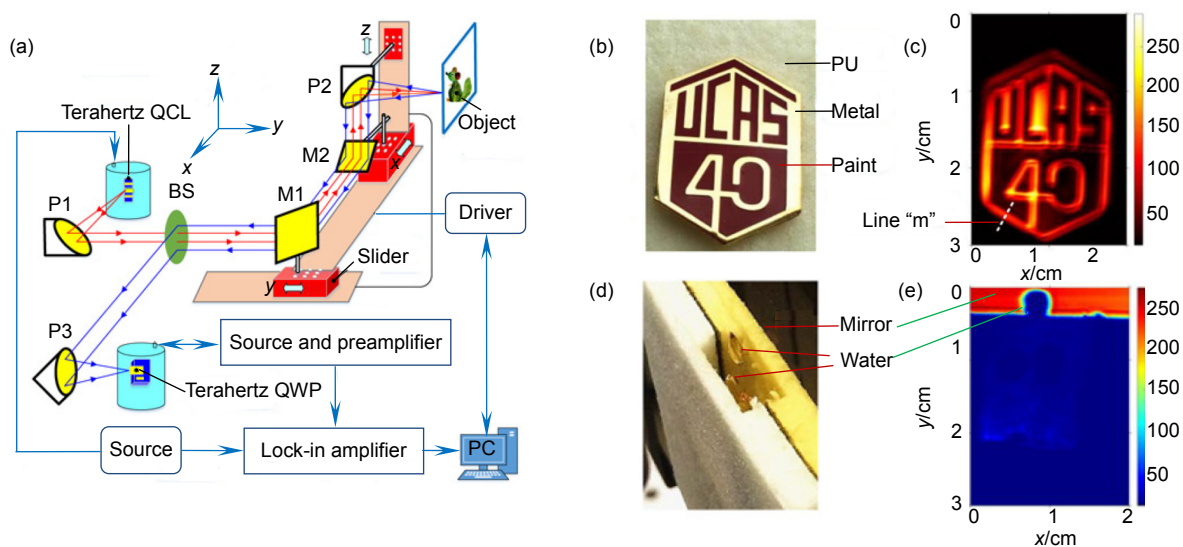 (a)
z
y
x
Terahertz QCL
BS
P1
P3
z
P2
Object
M2
x
M1
Driver
Slider
y
Source and preamplifier
Terahertz QWP
Source
Lock-in amplifier
PC
(b)
UCAS
40
PU
Metal
Paint
Line “m”
(c)
0
1
2
3
y/cm
UCAS
40
0
1
2
x/cm
250
200
150
100
50
(d)
Mirror
Water
(e)
0
1
2
3
y/cm
0
1
2
x/cm
250
200
150
100
50